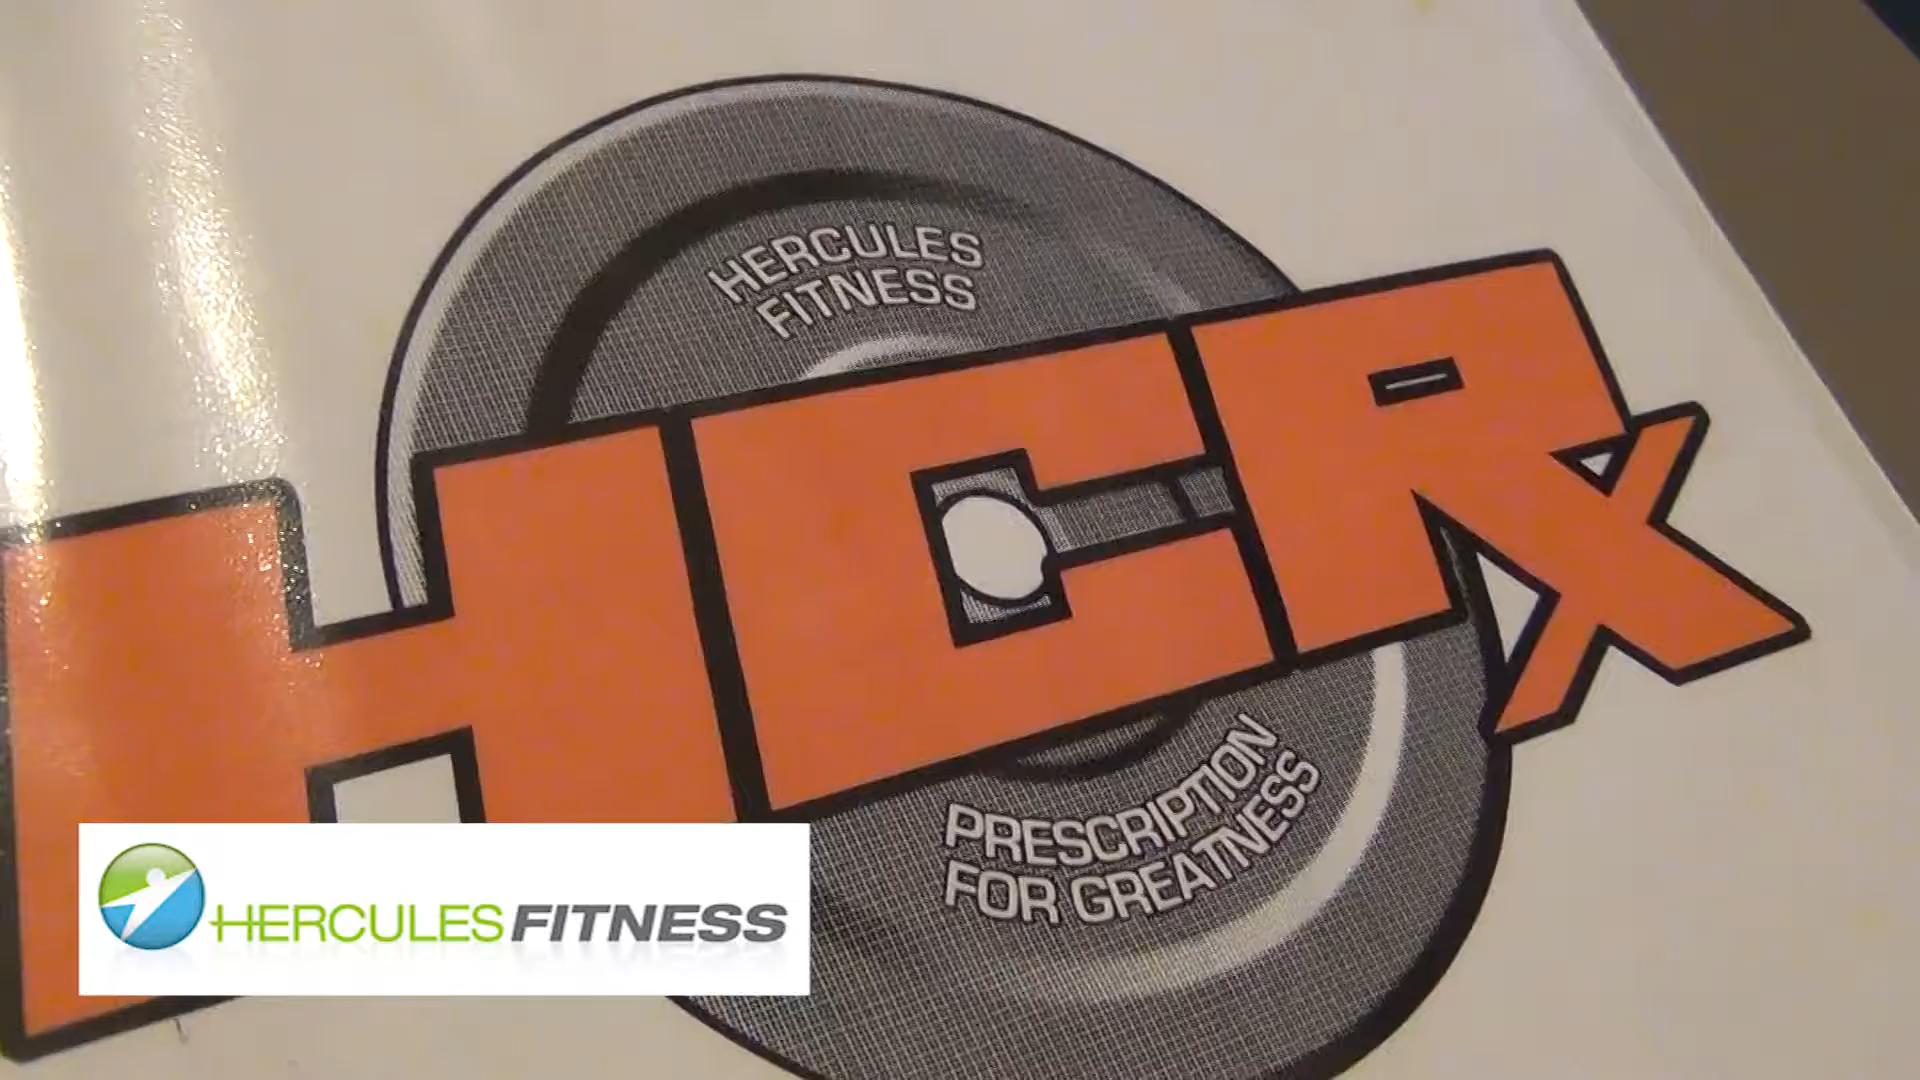 HERCULES
FITNESS
HCRx
PRESCRIPTION
FOR GREATNESS
HERCULES FITNESS